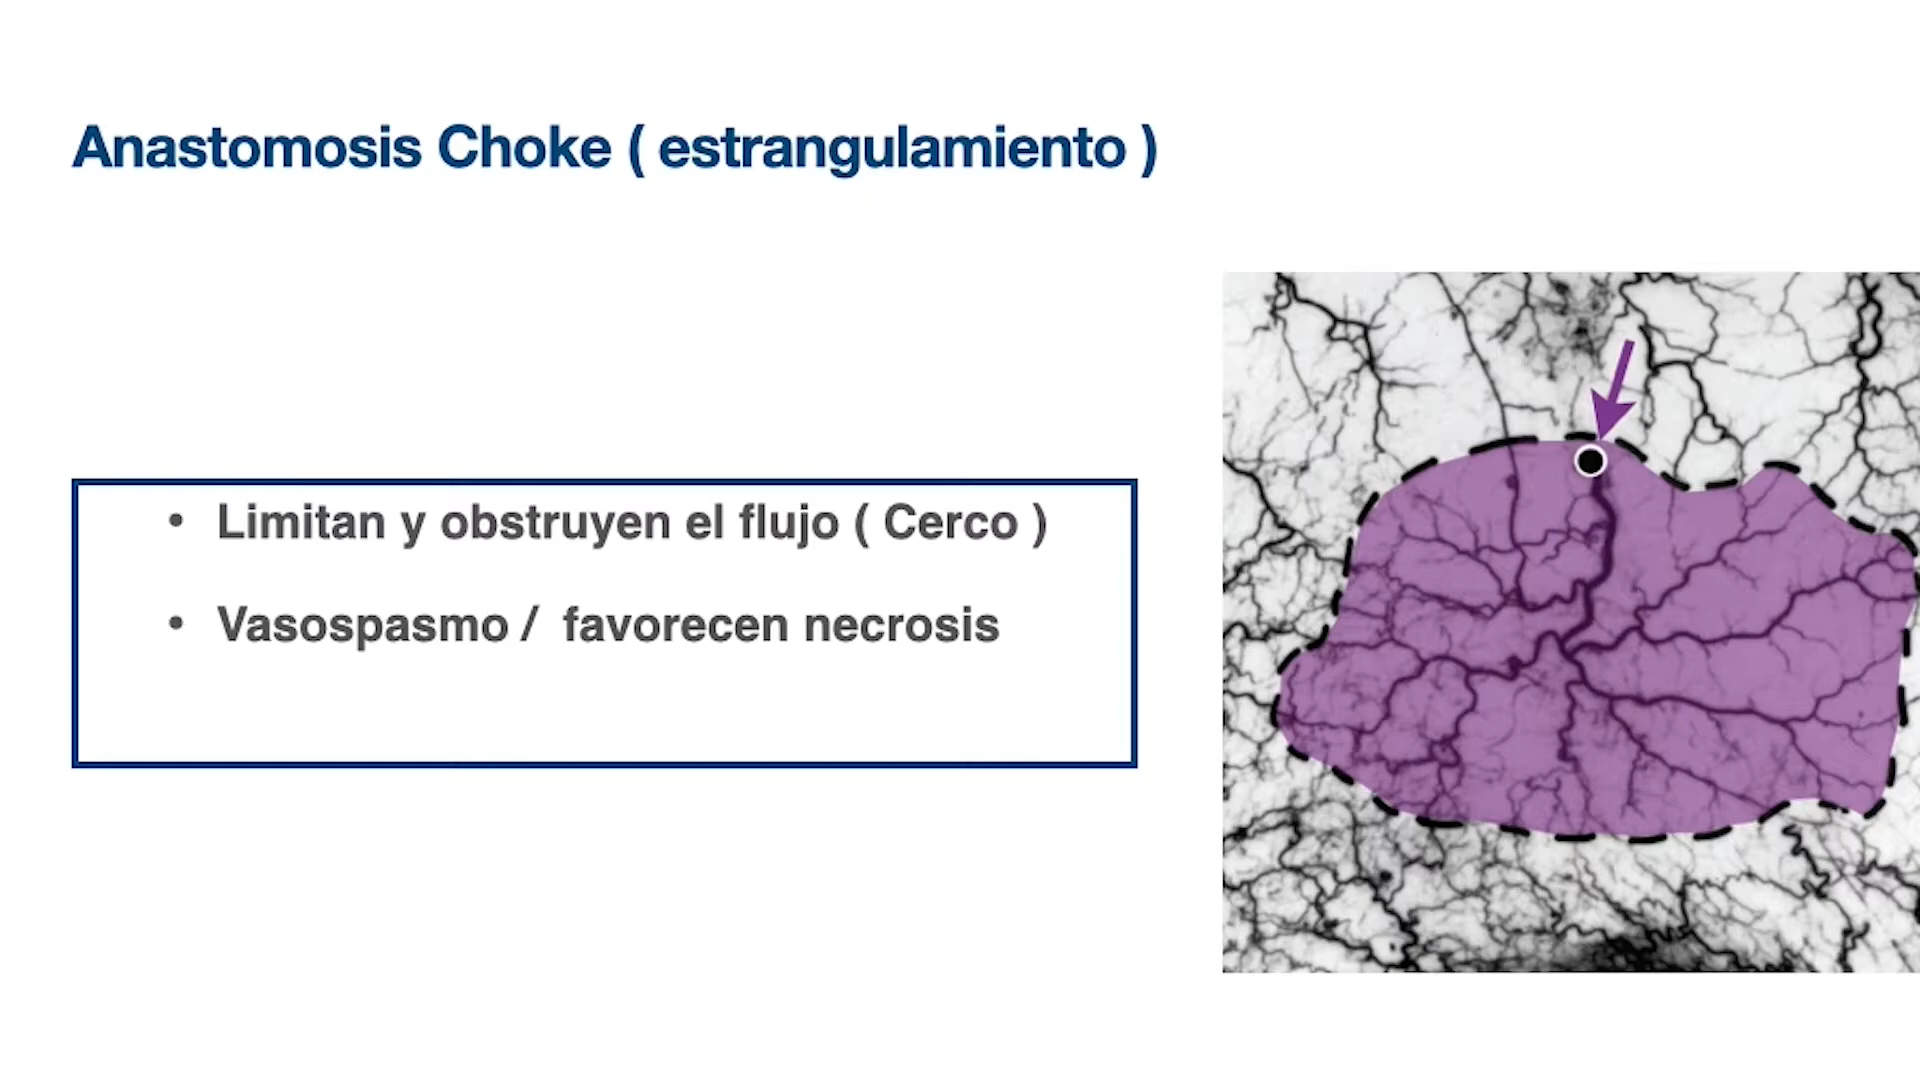 Anastomosis Choke ( estrangulamiento )
• Limitan y obstruyen el flujo ( Cerco )
• Vasospasmo / favorecen necrosis